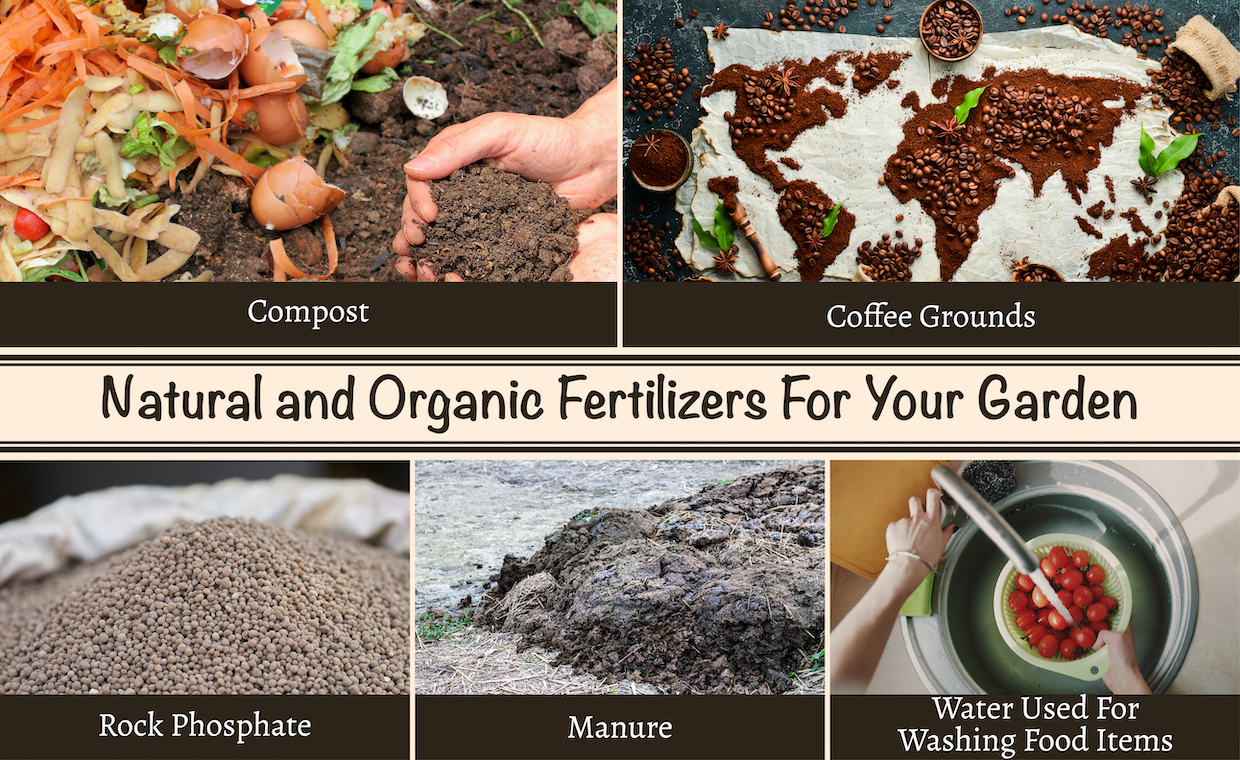 Compost
Coffee Grounds
Natural and Organic Fertilizers For Your Garden
Rock Phosphate
Manure
Water Used For
Washing Food Items